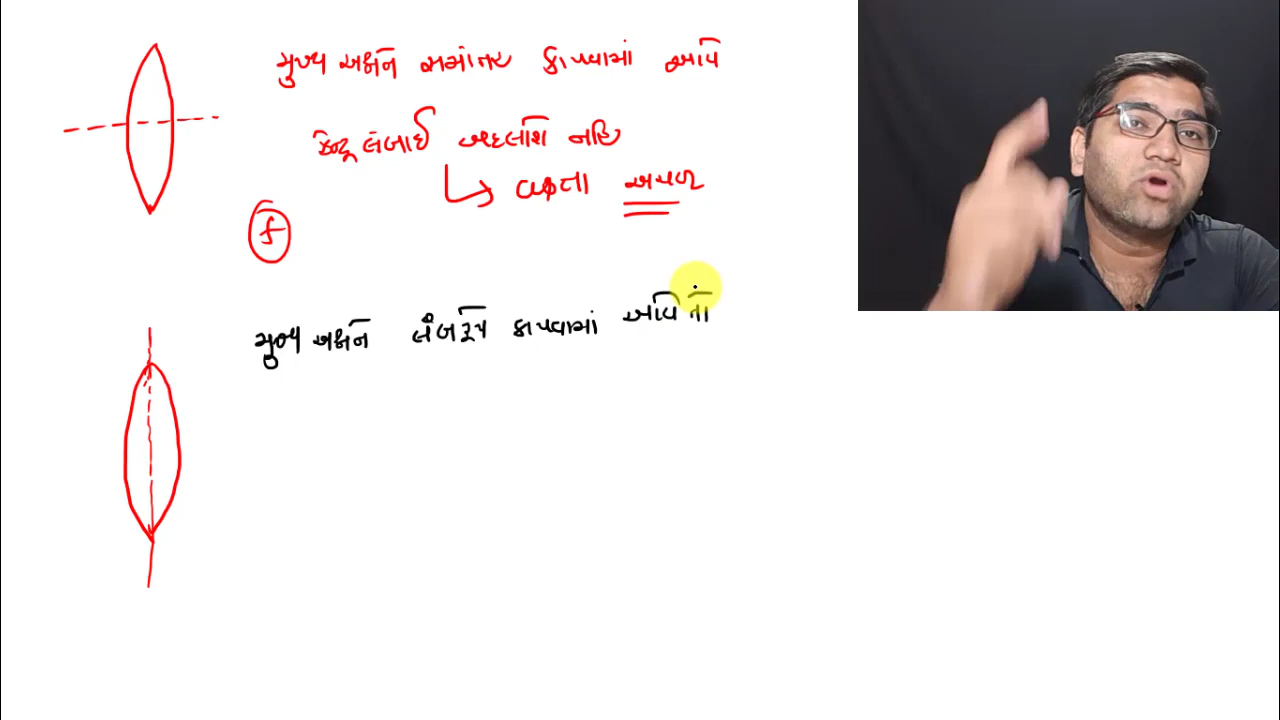 મુખ્ય અક્ષને સમાંતર કાપવામાં આવે
કેન્દ્ર લંબાઈ બદલાશે નહિ
વક્રતા અચળ
f
મુખ્ય અક્ષને લંબરૂપે કાપવામાં આવે તો